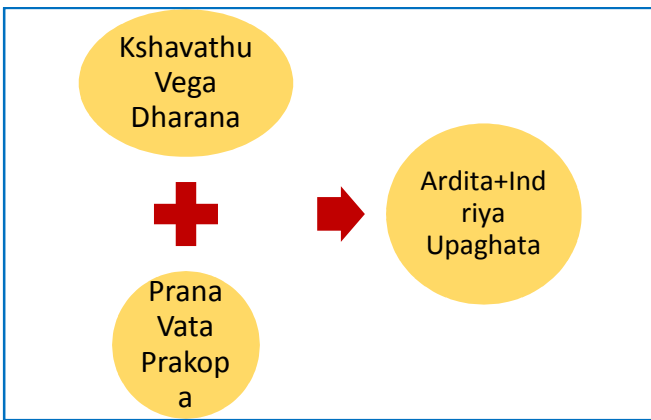 Kshavathu
Vega
Dharana
Ardita+Ind
riya
Upaghata
Prana
Vata
Prakop
a